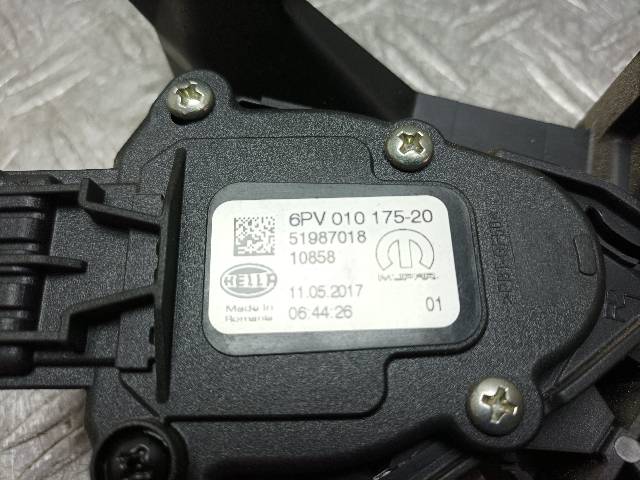 6PV 010 175-20
51987018
10858
HELLA
MOPAR
Made In
Romania
11.05.2017
06:44:26
01